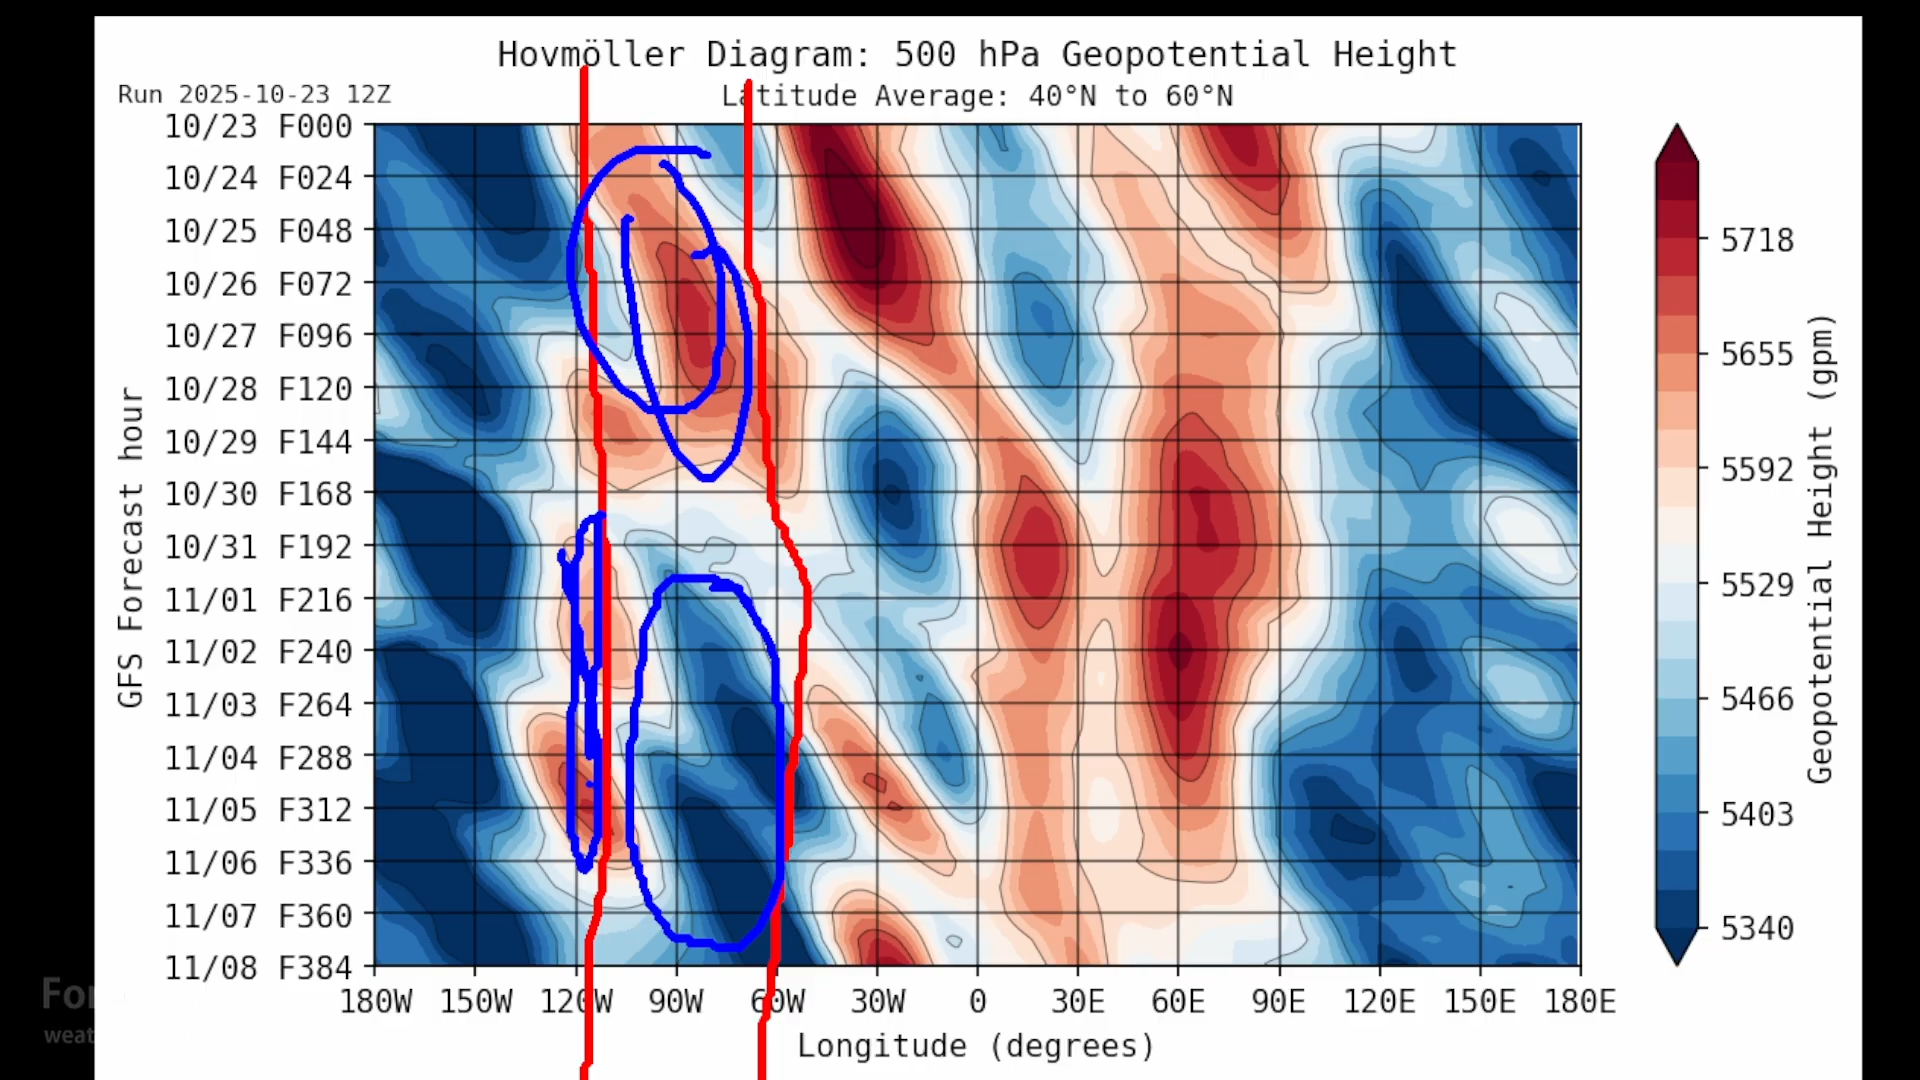 Hovmöller Diagram: 500 hPa Geopotential Height
Run 2025-10-23 12Z
Latitude Average: 40°N to 60°N
10/23 F000
10/24 F024
10/25 F048
10/26 F072
10/27 F096
10/28 F120
10/29 F144
10/30 F168
10/31 F192
11/01 F216
11/02 F240
11/03 F264
11/04 F288
11/05 F312
11/06 F336
11/07 F360
11/08 F384
GFS Forecast hour
180W 150W 120W 90W 60W 30W 0 30E 60E 90E 120E 150E 180E
Longitude (degrees)
5718
5655
5592
5529
5466
5403
5340
Geopotential Height (gpm)
For
weat